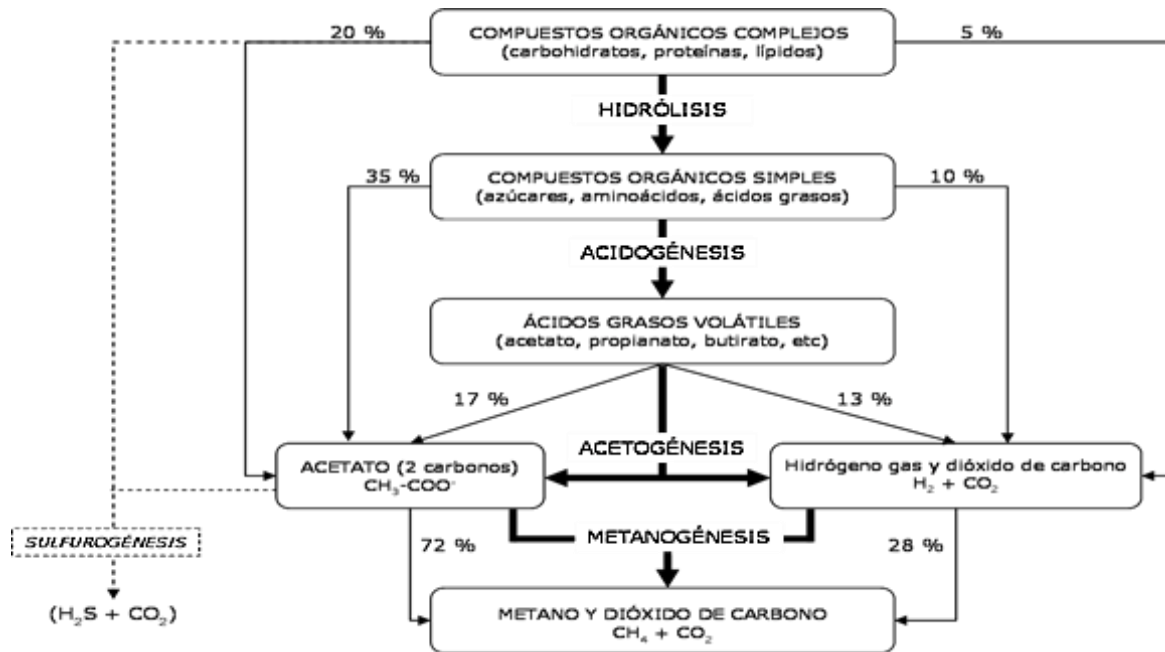 20 %
COMPUESTOS ORGÁNICOS COMPLEJOS
(carbohidratos, proteínas, lípidos)
5 %
HIDRÓLISIS
35 %
COMPUESTOS ORGÁNICOS SIMPLES
(azúcares, aminoácidos, ácidos grasos)
10 %
ACIDOGÉNESIS
ÁCIDOS GRASOS VOLÁTILES
(acetato, propianato, butirato, etc)
17 %
13 %
ACETOGÉNESIS
ACETATO (2 carbonos)
CH₃-COO⁻
Hidrógeno gas y dióxido de carbono
H₂ + CO₂
SULFUROGÉNESIS
METANOGÉNESIS
72 %
28 %
(H₂S + CO₂)
METANO Y DIÓXIDO DE CARBONO
CH₄ + CO₂